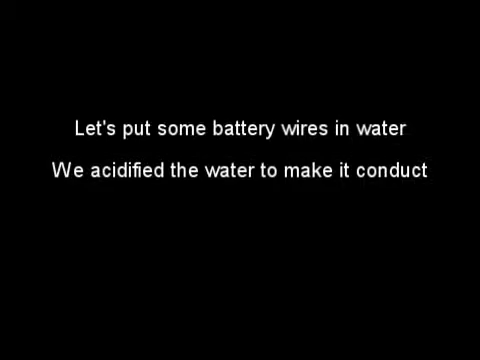 Let's put some battery wires in water
We acidified the water to make it conduct